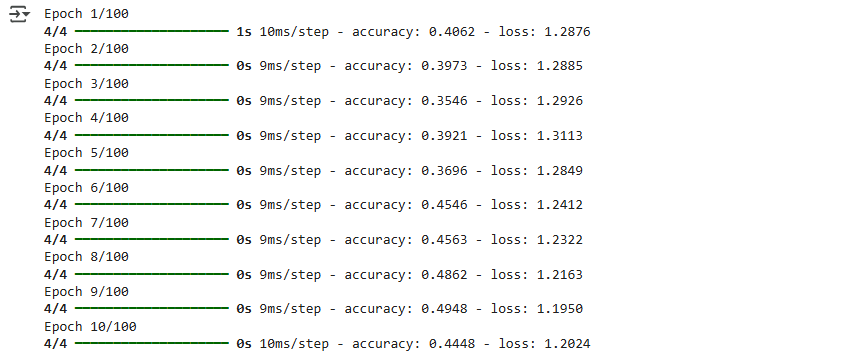 Epoch 1/100
4/4 ━━━━━━━━━━━━━━━━━━━━ 1s 10ms/step - accuracy: 0.4062 - loss: 1.2876
Epoch 2/100
4/4 ━━━━━━━━━━━━━━━━━━━━ 0s 9ms/step - accuracy: 0.3973 - loss: 1.2885
Epoch 3/100
4/4 ━━━━━━━━━━━━━━━━━━━━ 0s 9ms/step - accuracy: 0.3546 - loss: 1.2926
Epoch 4/100
4/4 ━━━━━━━━━━━━━━━━━━━━ 0s 9ms/step - accuracy: 0.3921 - loss: 1.3113
Epoch 5/100
4/4 ━━━━━━━━━━━━━━━━━━━━ 0s 9ms/step - accuracy: 0.3696 - loss: 1.2849
Epoch 6/100
4/4 ━━━━━━━━━━━━━━━━━━━━ 0s 9ms/step - accuracy: 0.4546 - loss: 1.2412
Epoch 7/100
4/4 ━━━━━━━━━━━━━━━━━━━━ 0s 9ms/step - accuracy: 0.4563 - loss: 1.2322
Epoch 8/100
4/4 ━━━━━━━━━━━━━━━━━━━━ 0s 9ms/step - accuracy: 0.4862 - loss: 1.2163
Epoch 9/100
4/4 ━━━━━━━━━━━━━━━━━━━━ 0s 9ms/step - accuracy: 0.4948 - loss: 1.1950
Epoch 10/100
4/4 ━━━━━━━━━━━━━━━━━━━━ 0s 10ms/step - accuracy: 0.4448 - loss: 1.2024